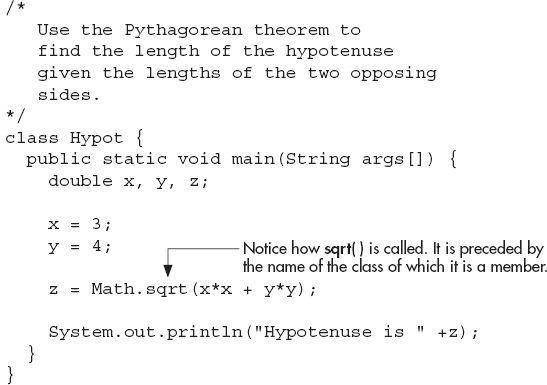 /*
Use the Pythagorean theorem to
find the length of the hypotenuse
given the lengths of the two opposing
sides.
*/
class Hypot {
public static void main(String args[]) {
double x, y, z;
x = 3;
y = 4;
Notice how sqrt( ) is called. It is preceded by
the name of the class of which it is a member.
z = Math.sqrt(x*x + y*y);
System.out.println("Hypotenuse is " +z);
}
}